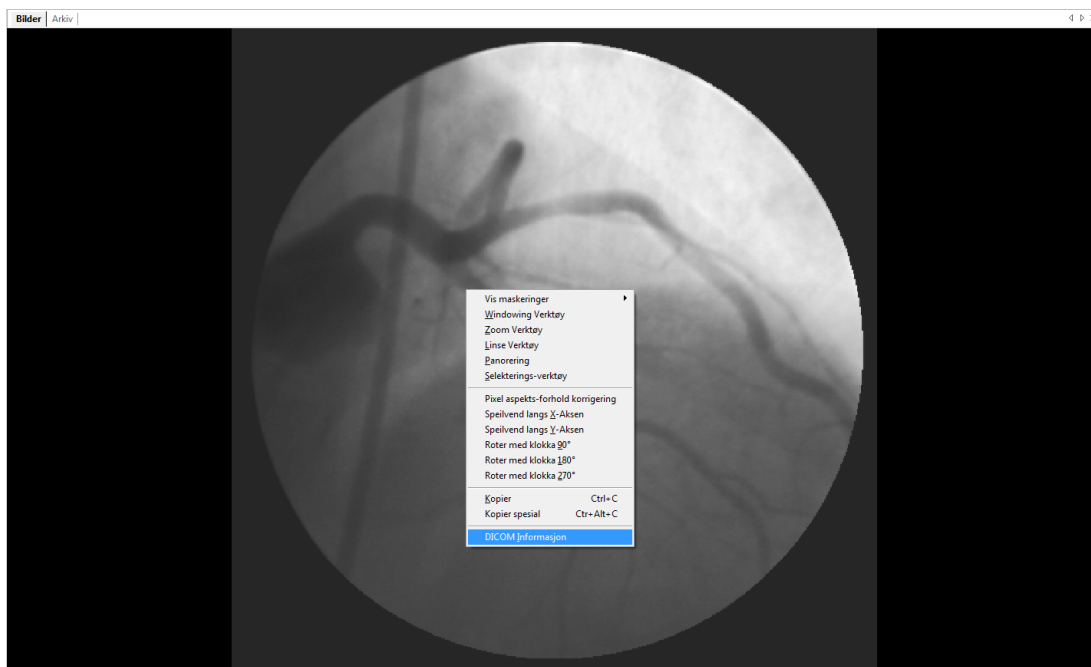 Bilder Arkiv
Vis maskeringer
Windowing Verktøy
Zoom Verktøy
Linse Verktøy
Panorering
Selekterings-verktøy
Pixel aspekts-forhold korrigering
Speilvend langs X-Aksen
Speilvend langs Y-Aksen
Roter med klokka 90°
Roter med klokka 180°
Roter med klokka 270°
Kopier Ctrl+C
Kopier spesial Ctr+Alt+C
DICOM Informasjon